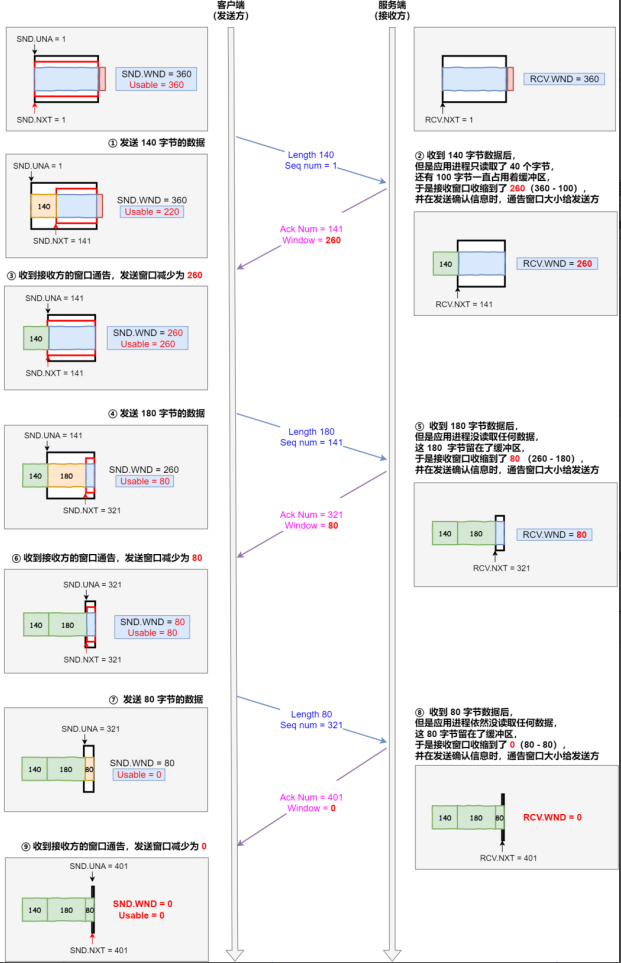 客户端
（发送方）
服务端
（接收方）
SND.UNA = 1
SND.WND = 360
Usable = 360
SND.NXT = 1
RCV.WND = 360
RCV.NXT = 1
① 发送 140 字节的数据
Length 140
Seq num = 1
② 收到 140 字节数据后，
但是应用进程只读取了 40 个字节，
还有 100 字节一直占用着缓冲区，
于是接收窗口收缩到了 260（360 - 100），
并在发送确认信息时，通告窗口大小给发送方
SND.UNA = 1
140
SND.WND = 360
Usable = 220
SND.NXT = 141
Ack Num = 141
Window = 260
140
RCV.WND = 260
RCV.NXT = 141
③ 收到接收方的窗口通告，发送窗口减少为 260
SND.UNA = 141
140
SND.WND = 260
Usable = 260
SND.NXT = 141
④ 发送 180 字节的数据
Length 180
Seq num = 141
⑤ 收到 180 字节数据后，
但是应用进程没读取任何数据，
这 180 字节留在了缓冲区，
于是接收窗口收缩到了 80（260 - 180），
并在发送确认信息时，通告窗口大小给发送方
SND.UNA = 141
140
180
SND.WND = 260
Usable = 80
SND.NXT = 321
Ack Num = 321
Window = 80
140
180
RCV.WND = 80
RCV.NXT = 321
⑥ 收到接收方的窗口通告，发送窗口减少为 80
SND.UNA = 321
140
180
SND.WND = 80
Usable = 80
SND.NXT = 321
⑦ 发送 80 字节的数据
Length 80
Seq num = 321
⑧ 收到 80 字节数据后，
但是应用进程依然没读取任何数据，
这 80 字节留在了缓冲区，
于是接收窗口收缩到了 0（80 - 80），
并在发送确认信息时，通告窗口大小给发送方
SND.UNA = 321
140
180
80
SND.WND = 80
Usable = 0
Ack Num = 401
Window = 0
140
180
80
RCV.WND = 0
RCV.NXT = 401
⑨ 收到接收方的窗口通告，发送窗口减少为 0
SND.UNA = 401
140
180
80
SND.WND = 0
Usable = 0
SND.NXT = 401